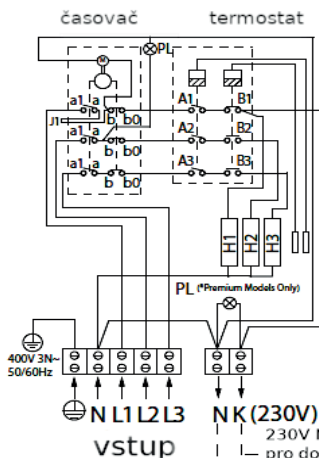 časovač termostat
PL
M
a1 a b b0 A1 B1
J1
a1 a b b0 A2 B2
a1 a b b0 A3 B3
H1 H2 H3
PL (*Premium Models Only)
400V 3N~
50/60Hz
N L1 L2 L3 N K (230V)
vstup
230V
pro do